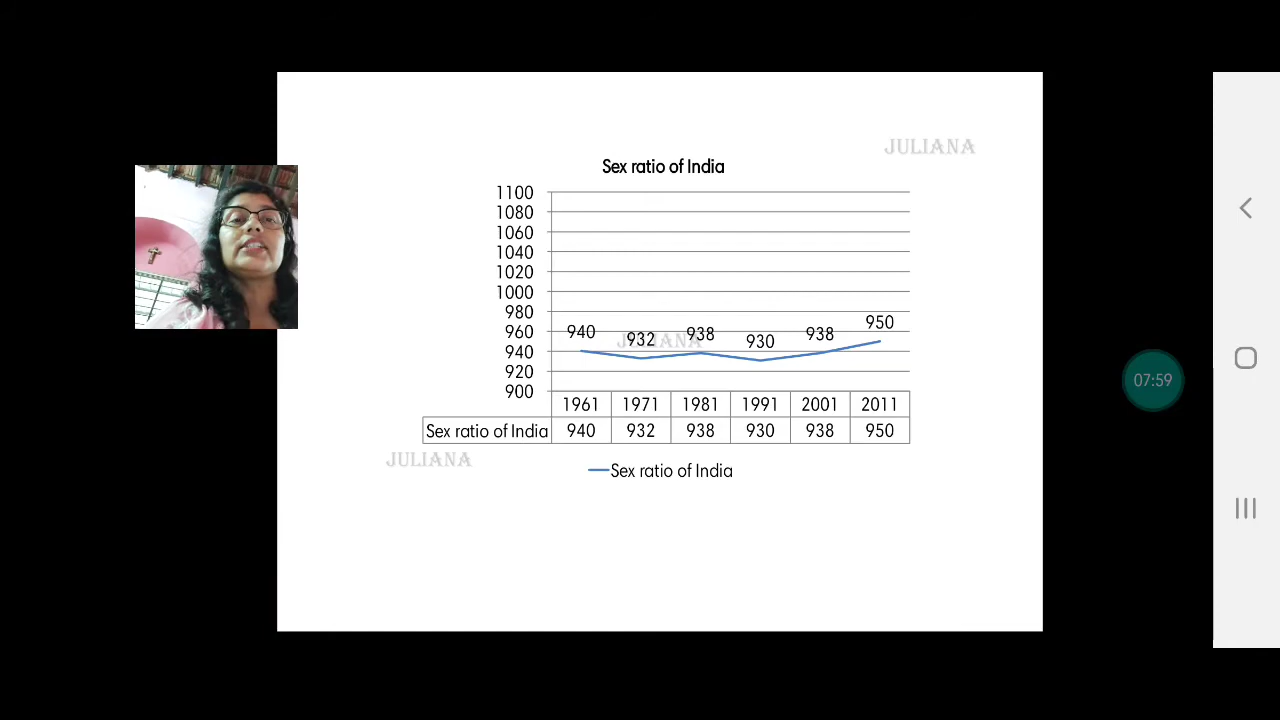 JULIANA
Sex ratio of India
1100
1080
1060
1040
1020
1000
980
960
940
920
900
940 932 938 930 938 950
JULIANA
1961 1971 1981 1991 2001 2011
Sex ratio of India 940 932 938 930 938 950
JULIANA
Sex ratio of India
07:59